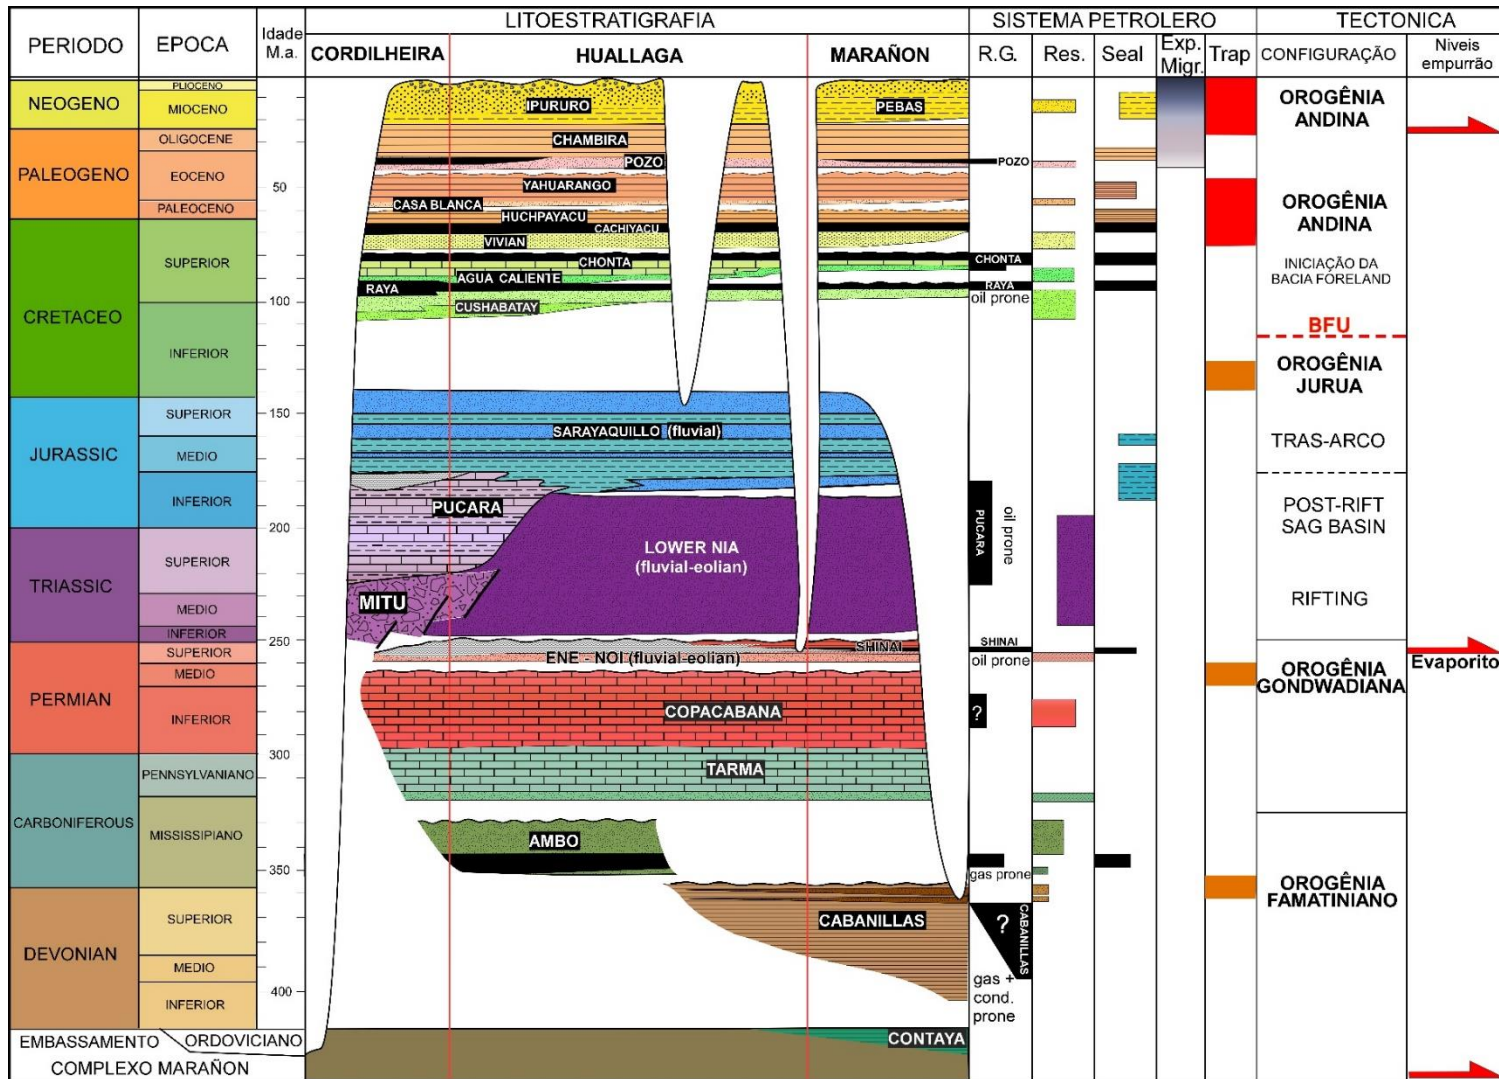 LITOESTRATIGRAFIA
SISTEMA PETROLERO
TECTONICA
PERIODO
EPOCA
Idade
M.a.
CORDILHEIRA
HUALLAGA
MARAÑON
R.G.
Res.
Seal
Exp.
Migr.
Trap
CONFIGURAÇÃO
Niveis
empurrão
NEOGENO
PALEOGENO
CRETACEO
JURASSIC
TRIASSIC
PERMIAN
CARBONIFEROUS
DEVONIAN
PLIOCENO
MIOCENO
OLIGOCENE
EOCENO
PALEOCENO
SUPERIOR
INFERIOR
SUPERIOR
MEDIO
INFERIOR
SUPERIOR
MEDIO
INFERIOR
SUPERIOR
MEDIO
INFERIOR
PENNSYLVANIANO
MISSISSIPIANO
SUPERIOR
MEDIO
INFERIOR
EMBASSAMENTO
ORDOVICIANO
COMPLEXO MARAÑON
50
100
150
200
250
300
350
400
IPURURO
PEBAS
CHAMBIRA
POZO
YAHUARANGO
CASA BLANCA
HUCHPAYACU
CACHIYACU
VIVIAN
CHONTA
AGUA CALIENTE
RAYA
CUSHABATAY
SARAYAQUILLO (fluvial)
PUCARA
LOWER NIA
(fluvial-eolian)
MITU
SHINAI
ENE - NOI (fluvial-eolian)
COPACABANA
TARMA
AMBO
CABANILLAS
CONTAYA
POZO
CHONTA
RAYA
oil prone
PUCARA
oil prone
SHINAI
oil prone
?
gas prone
?
CABANILLAS
gas +
cond.
prone
OROGÊNIA
ANDINA
OROGÊNIA
ANDINA
INICIAÇÃO DA
BACIA FÓRELAND
BFU
OROGÊNIA
JURUA
TRAS-ARCO
POST-RIFT
SAG BASIN
RIFTING
OROGÊNIA
GONDWADIANA
Evaporito
OROGÊNIA
FAMATINIANO